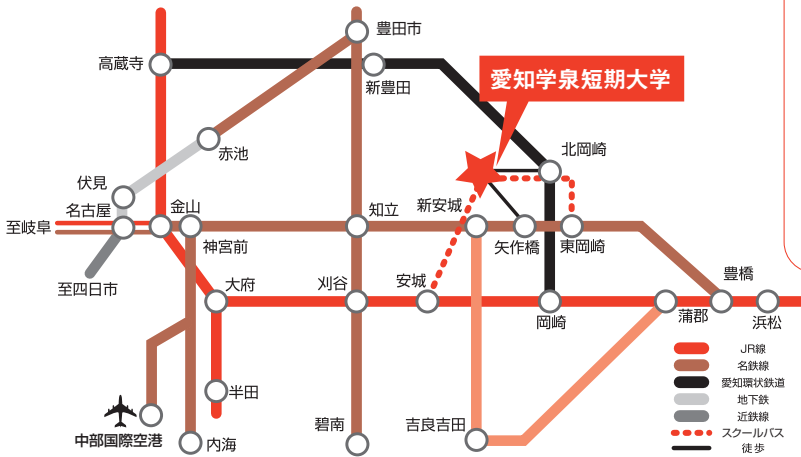 豊田市
高蔵寺
新豊田
愛知学泉短期大学
赤池
北岡崎
伏見
名古屋
金山
知立
新安城
至岐阜
神宮前
矢作橋
東岡崎
至四日市
大府
刈谷
安城
豊橋
岡崎
蒲郡
浜松
半田
碧南
吉良吉田
中部国際空港
内海
JR線
名鉄線
愛知環状鉄道
地下鉄
近鉄線
スクールバス
徒歩